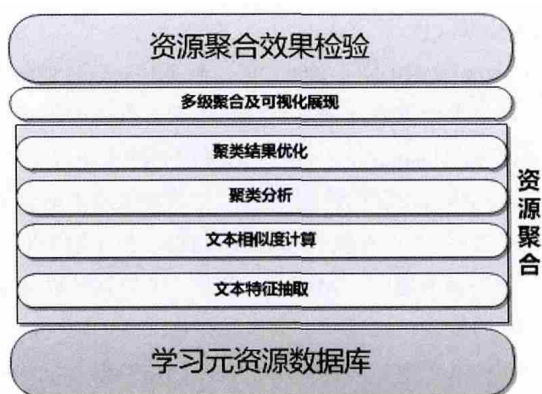 资源聚合效果检验
多级聚合及可视化展现
聚类结果优化
聚类分析
文本相似度计算
文本特征抽取
资源聚合
学习元资源数据库